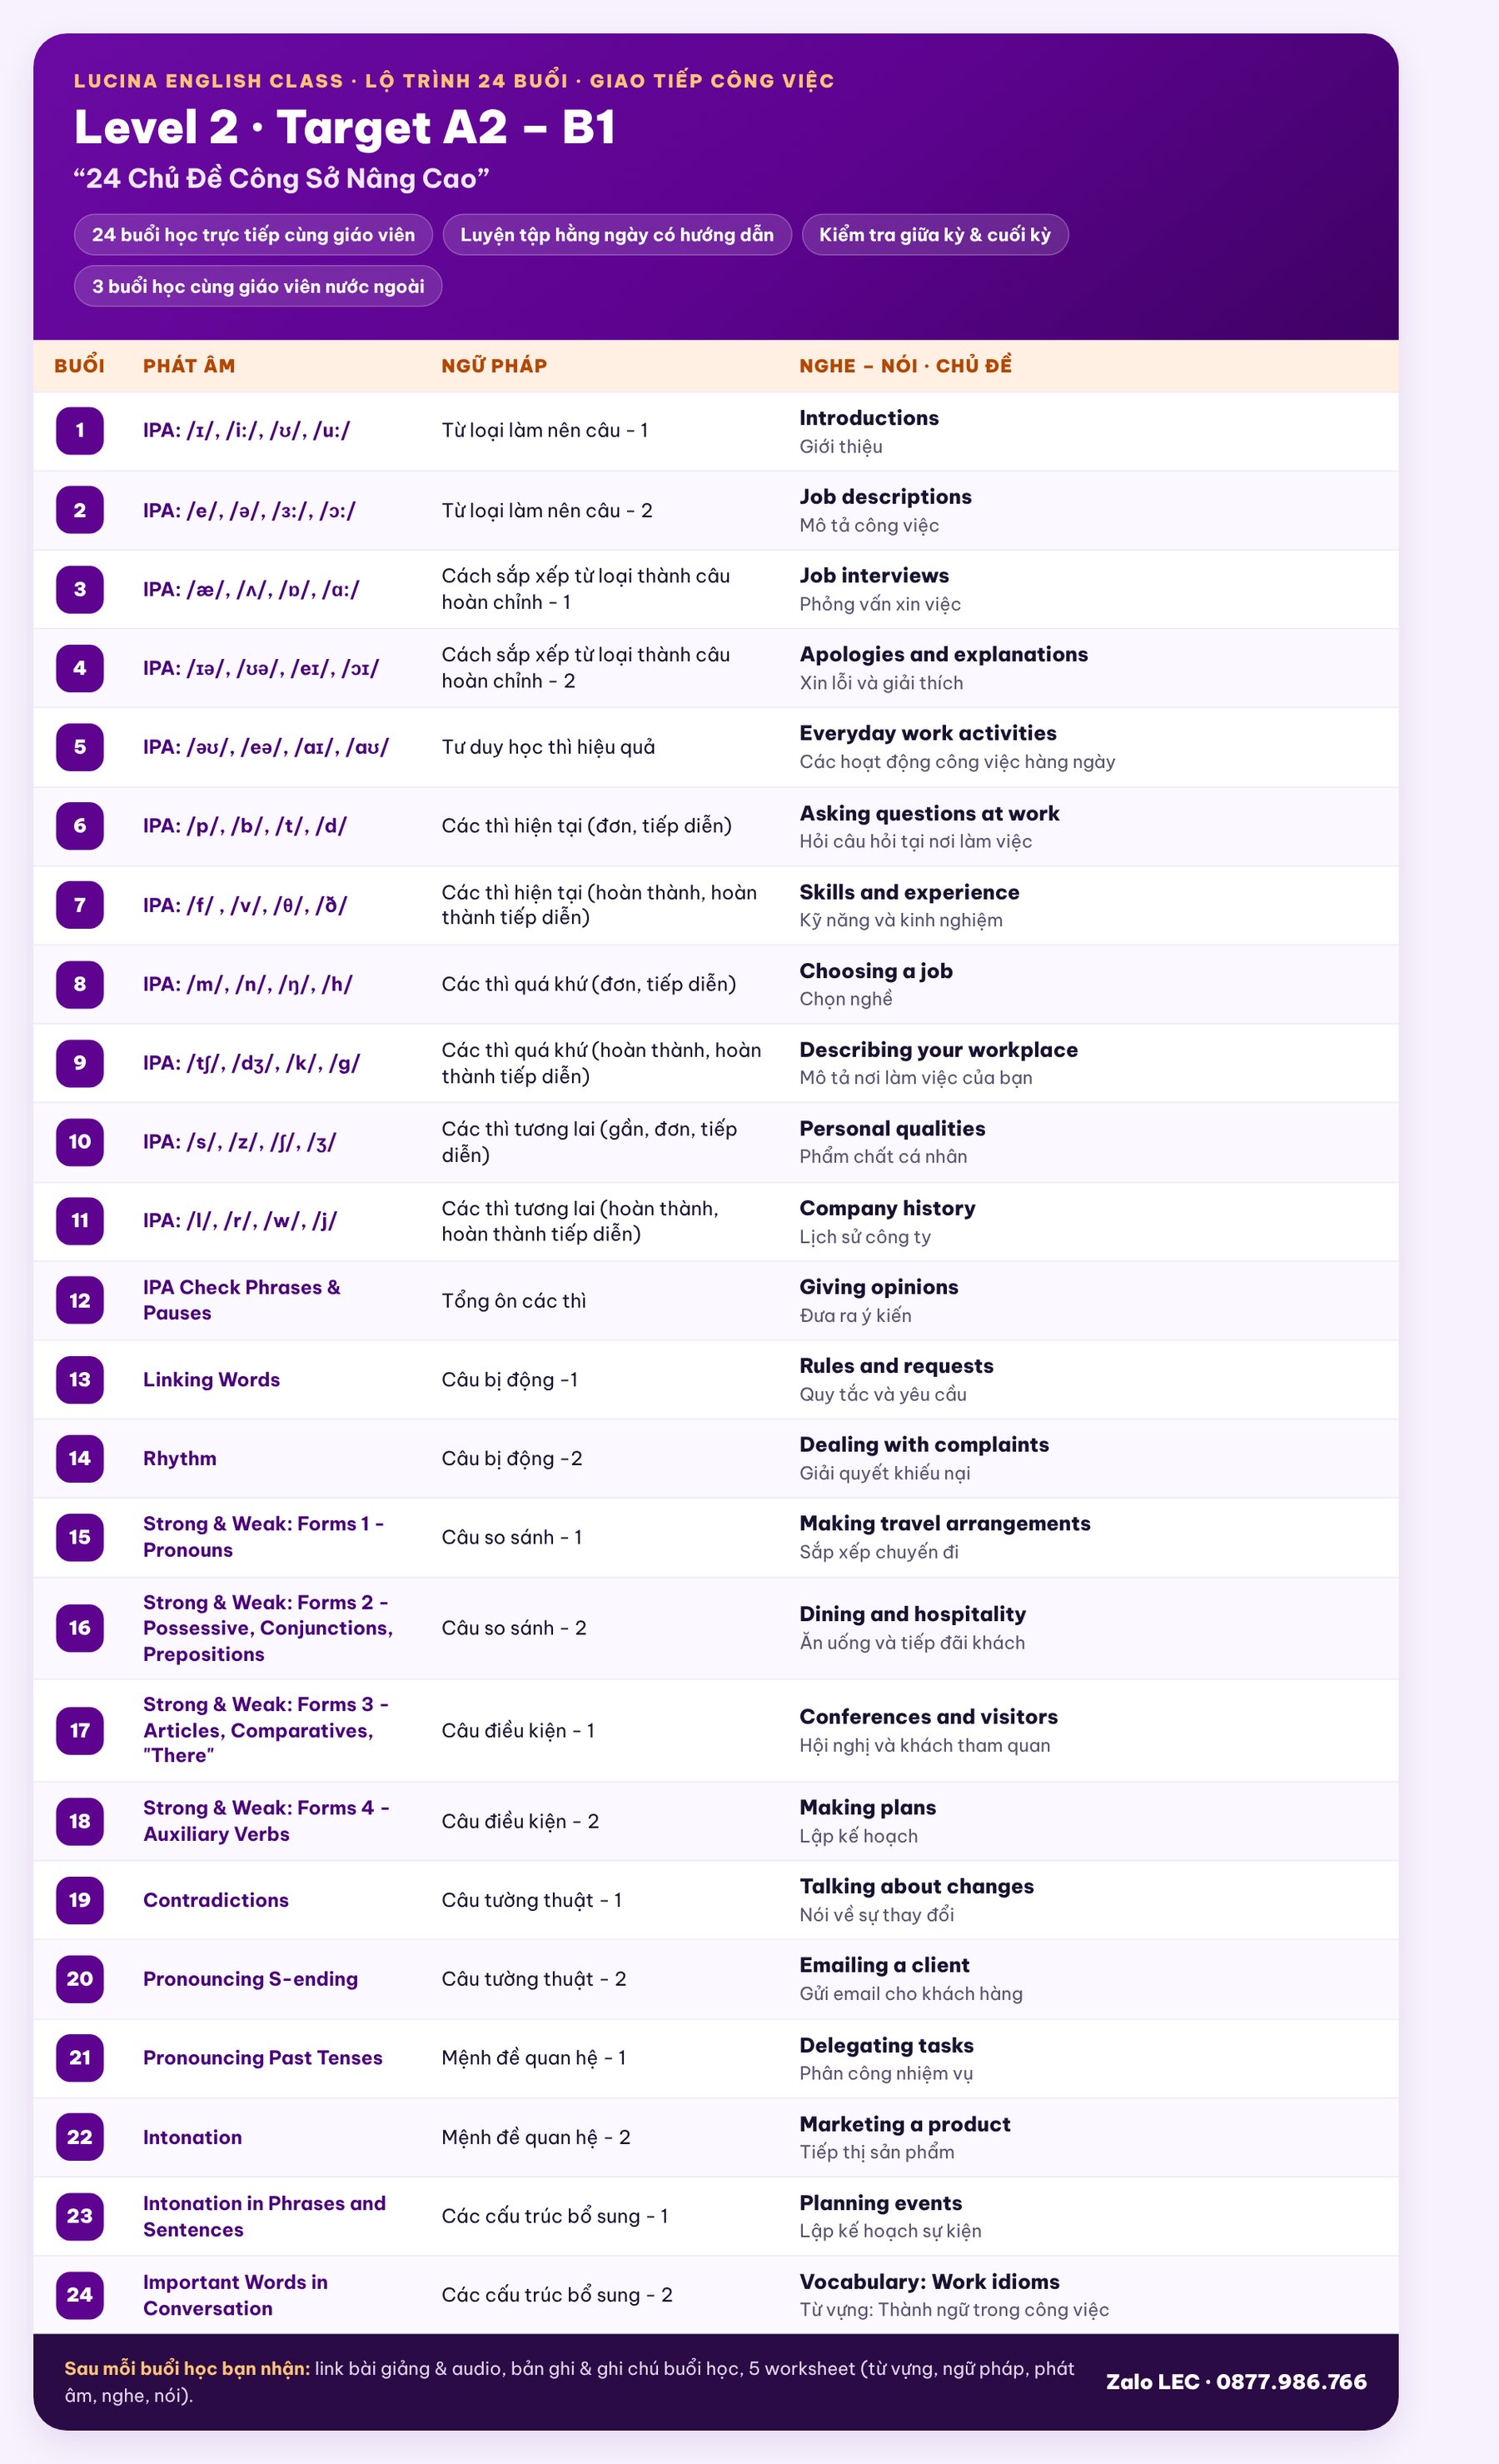 LUCINA ENGLISH CLASS · LỘ TRÌNH 24 BUỔI · GIAO TIẾP CÔNG VIỆC
Level 2 · Target A2 – B1
“24 Chủ Đề Công Sở Nâng Cao”
24 buổi học trực tiếp cùng giáo viên
Luyện tập hằng ngày có hướng dẫn
Kiểm tra giữa kỳ & cuối kỳ
3 buổi học cùng giáo viên nước ngoài
BUỔI PHÁT ÂM NGỮ PHÁP NGHE – NÓI · CHỦ ĐỀ
1
IPA: /ɪ/, /i:/, /ʊ/, /u:/
Từ loại làm nên câu - 1
Introductions
Giới thiệu
2
IPA: /e/, /ə/, /ɜ:/, /ɔ:/
Từ loại làm nên câu - 2
Job descriptions
Mô tả công việc
3
IPA: /æ/, /ʌ/, /ɒ/, /ɑ:/
Cách sắp xếp từ loại thành câu
hoàn chỉnh - 1
Job interviews
Phỏng vấn xin việc
4
IPA: /ɪə/, /ʊə/, /eɪ/, /ɔɪ/
Cách sắp xếp từ loại thành câu
hoàn chỉnh - 2
Apologies and explanations
Xin lỗi và giải thích
5
IPA: /əʊ/, /eə/, /aɪ/, /aʊ/
Tư duy học thì hiệu quả
Everyday work activities
Các hoạt động công việc hàng ngày
6
IPA: /p/, /b/, /t/, /d/
Các thì hiện tại (đơn, tiếp diễn)
Asking questions at work
Hỏi câu hỏi tại nơi làm việc
7
IPA: /f/ , /v/, /θ/, /ð/
Các thì hiện tại (hoàn thành, hoàn
thành tiếp diễn)
Skills and experience
Kỹ năng và kinh nghiệm
8
IPA: /m/, /n/, /ŋ/, /h/
Các thì quá khứ (đơn, tiếp diễn)
Choosing a job
Chọn nghề
9
IPA: /tʃ/, /dʒ/, /k/, /g/
Các thì quá khứ (hoàn thành, hoàn
thành tiếp diễn)
Describing your workplace
Mô tả nơi làm việc của bạn
10
IPA: /s/, /z/, /ʃ/, /ʒ/
Các thì tương lai (gần, đơn, tiếp
diễn)
Personal qualities
Phẩm chất cá nhân
11
IPA: /l/, /r/, /w/, /j/
Các thì tương lai (hoàn thành,
hoàn thành tiếp diễn)
Company history
Lịch sử công ty
12
IPA Check Phrases &
Pauses
Tổng ôn các thì
Giving opinions
Đưa ra ý kiến
13
Linking Words
Câu bị động -1
Rules and requests
Quy tắc và yêu cầu
14
Rhythm
Câu bị động -2
Dealing with complaints
Giải quyết khiếu nại
15
Strong & Weak: Forms 1 -
Pronouns
Câu so sánh - 1
Making travel arrangements
Sắp xếp chuyến đi
16
Strong & Weak: Forms 2 -
Possessive, Conjunctions,
Prepositions
Câu so sánh - 2
Dining and hospitality
Ăn uống và tiếp đãi khách
17
Strong & Weak: Forms 3 -
Articles, Comparatives,
"There"
Câu điều kiện - 1
Conferences and visitors
Hội nghị và khách tham quan
18
Strong & Weak: Forms 4 -
Auxiliary Verbs
Câu điều kiện - 2
Making plans
Lập kế hoạch
19
Contradictions
Câu tường thuật - 1
Talking about changes
Nói về sự thay đổi
20
Pronouncing S-ending
Câu tường thuật - 2
Emailing a client
Gửi email cho khách hàng
21
Pronouncing Past Tenses
Mệnh đề quan hệ - 1
Delegating tasks
Phân công nhiệm vụ
22
Intonation
Mệnh đề quan hệ - 2
Marketing a product
Tiếp thị sản phẩm
23
Intonation in Phrases and
Sentences
Các cấu trúc bổ sung - 1
Planning events
Lập kế hoạch sự kiện
24
Important Words in
Conversation
Các cấu trúc bổ sung - 2
Vocabulary: Work idioms
Từ vựng: Thành ngữ trong công việc
Sau mỗi buổi học bạn nhận: link bài giảng & audio, bản ghi & ghi chú buổi học, 5 worksheet (từ vựng, ngữ pháp, phát
âm, nghe, nói).
Zalo LEC · 0877.986.766